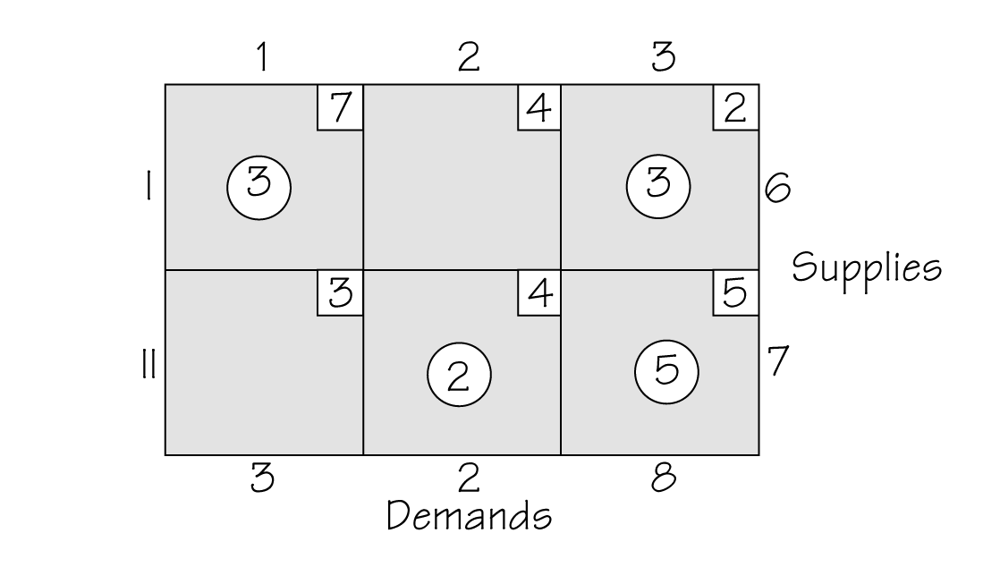 1 2 3
7 4 2
I 3 3 6
Supplies
3 4 5
II 2 5 7
3 2 8
Demands